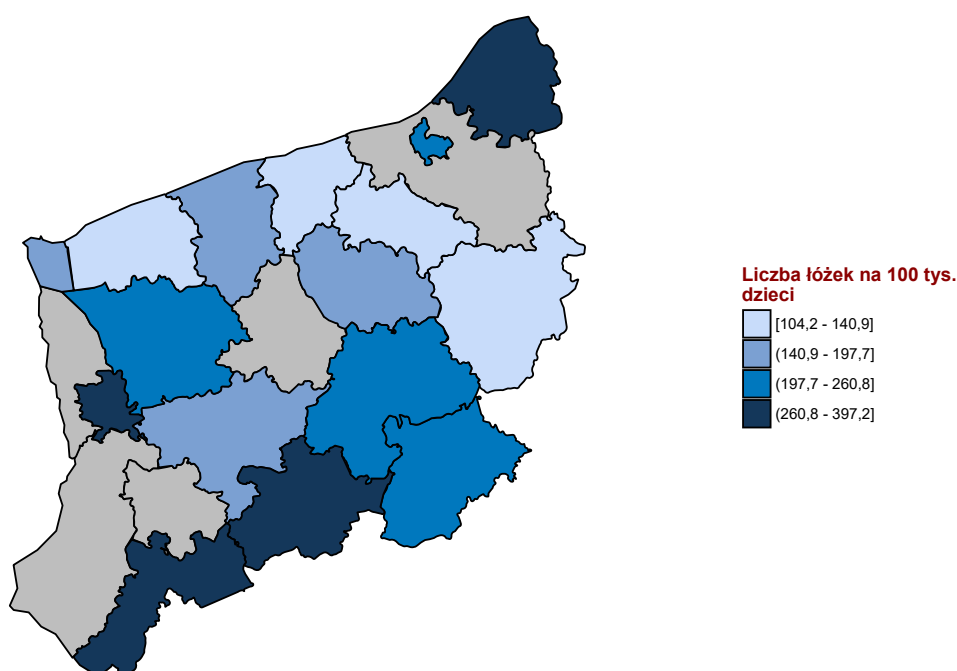 Liczba łóżek na 100 tys.
dzieci
[104,2 - 140,9]
(140,9 - 197,7]
(197,7 - 260,8]
(260,8 - 397,2]